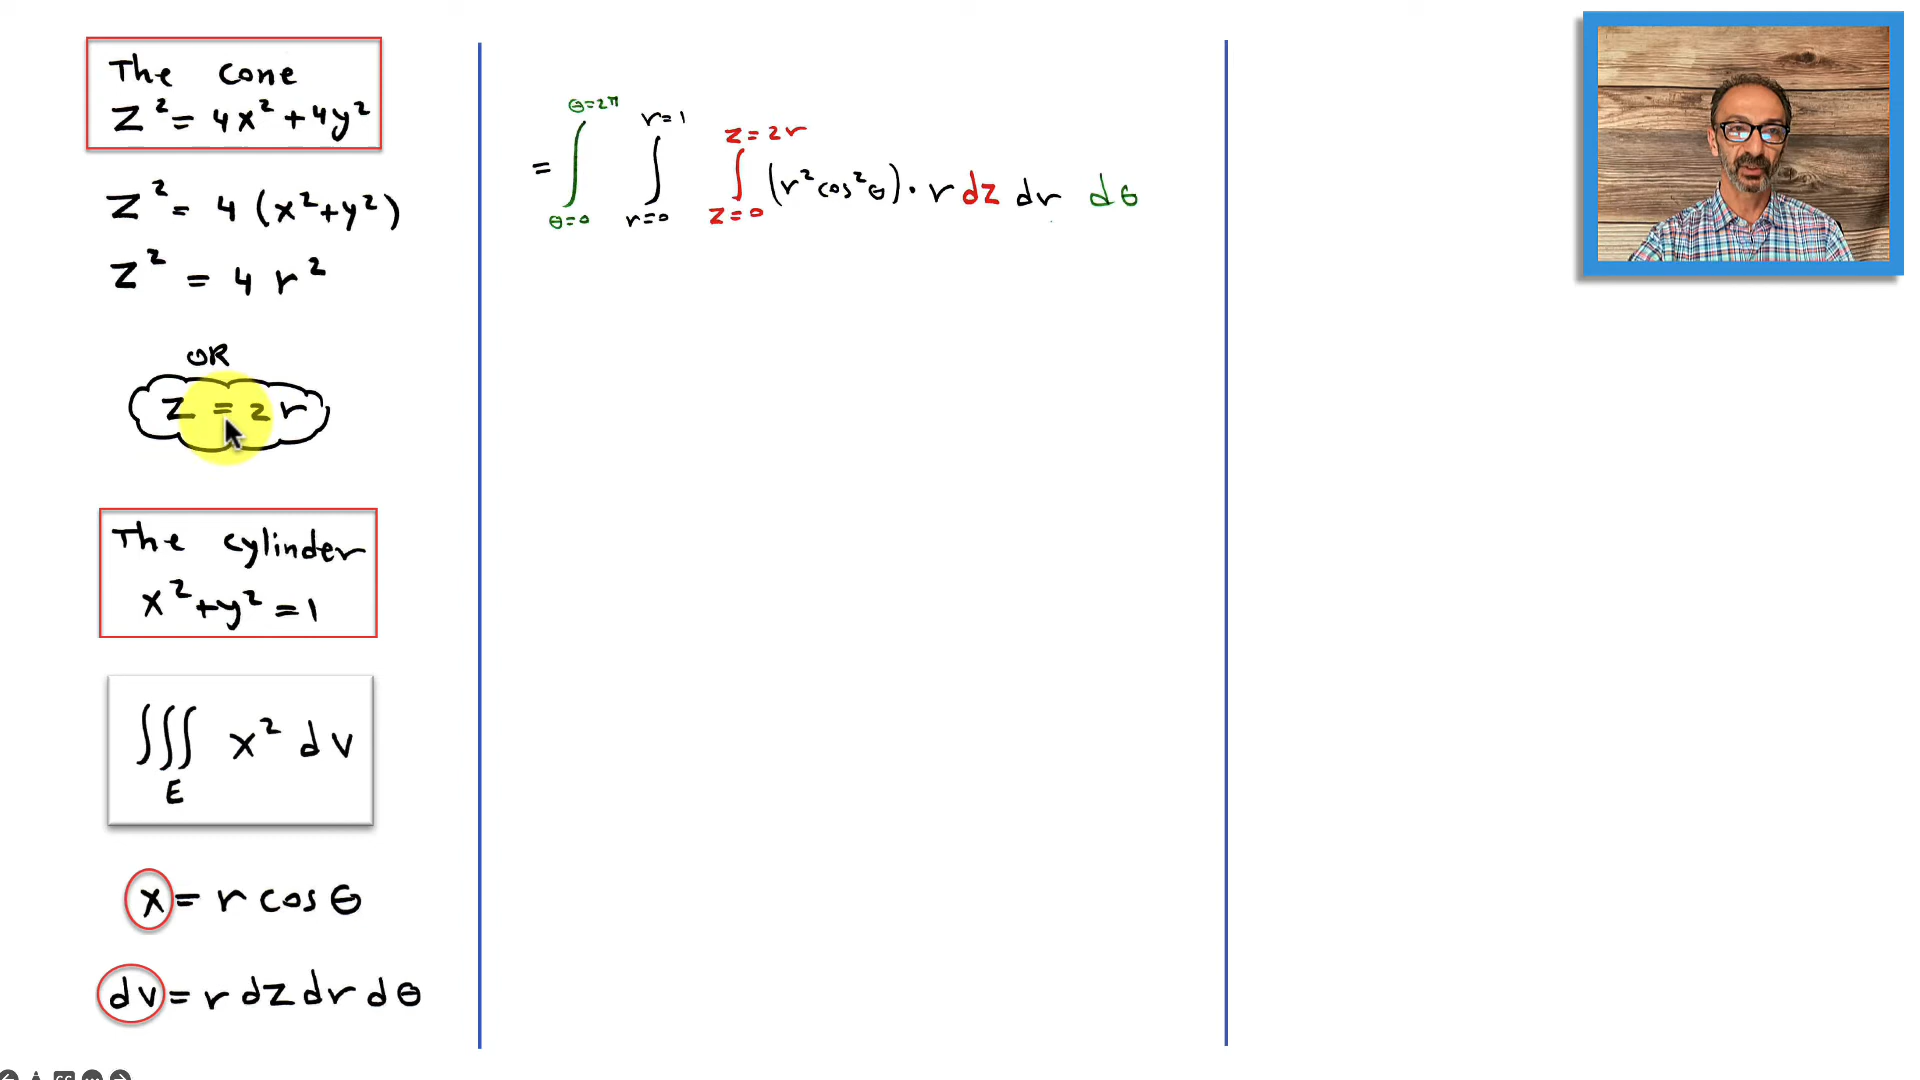 The cone
z² = 4x² + 4y²
z² = 4 (x²+y²)
z² = 4 r²
OR
z = 2 r
The cylinder
x² + y² = 1
∫∫∫ x² dv
E
x = r cos θ
dv = r dz dr dθ
θ=2π r=1 z=2r
= ∫ ∫ ∫ (r² cos² θ) · r dz dr dθ
θ=0 r=0 z=0